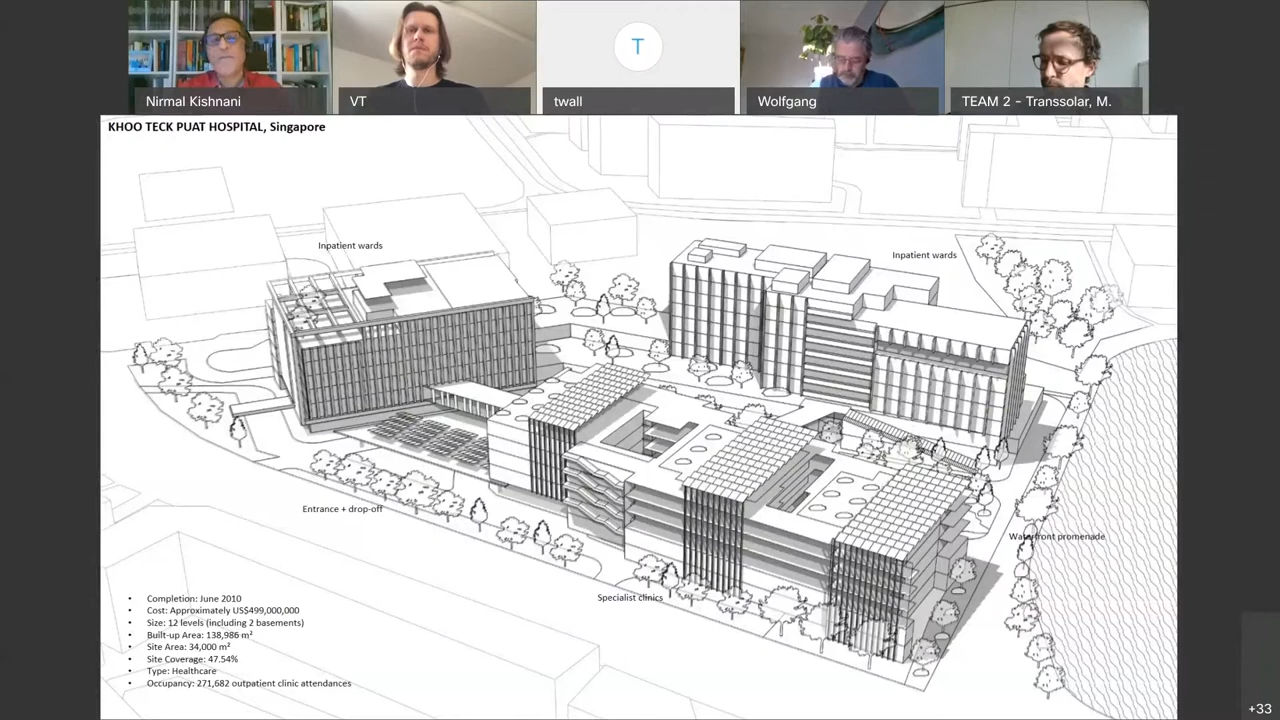 T
Nirmal Kishnani
VT
twall
Wolfgang
TEAM 2 - Transsolar, M.
KHOO TECK PUAT HOSPITAL, Singapore
Inpatient wards
Inpatient wards
Entrance + drop-off
Waterfront promenade
Specialist clinics
• Completion: June 2010
• Cost: Approximately US$499,000,000
• Size: 12 levels (including 2 basements)
• Built-up Area: 138,986 m²
• Site Area: 34,000 m²
• Site Coverage: 47.54%
• Type: Healthcare
• Occupancy: 271,682 outpatient clinic attendances
+33